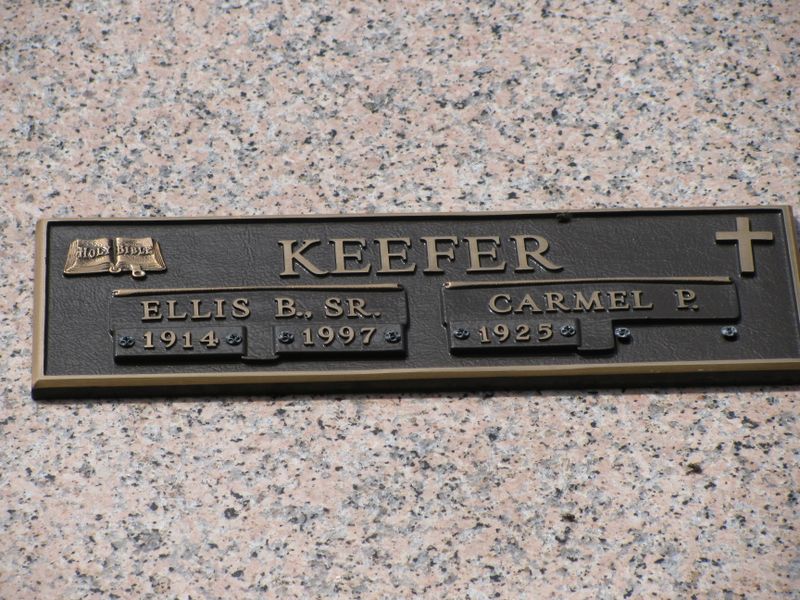 HOLY BIBLE
KEEFER
ELLIS B., SR.
1914 1997
CARMEL P.
1925